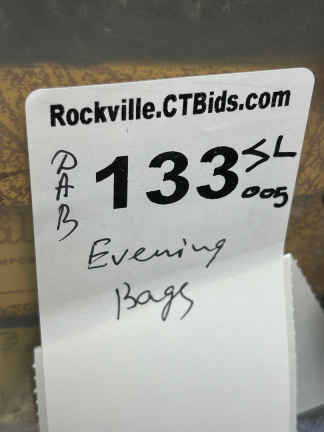 Rockville.CTBids.com
DAB
133
SL
.005
Evening
Bags